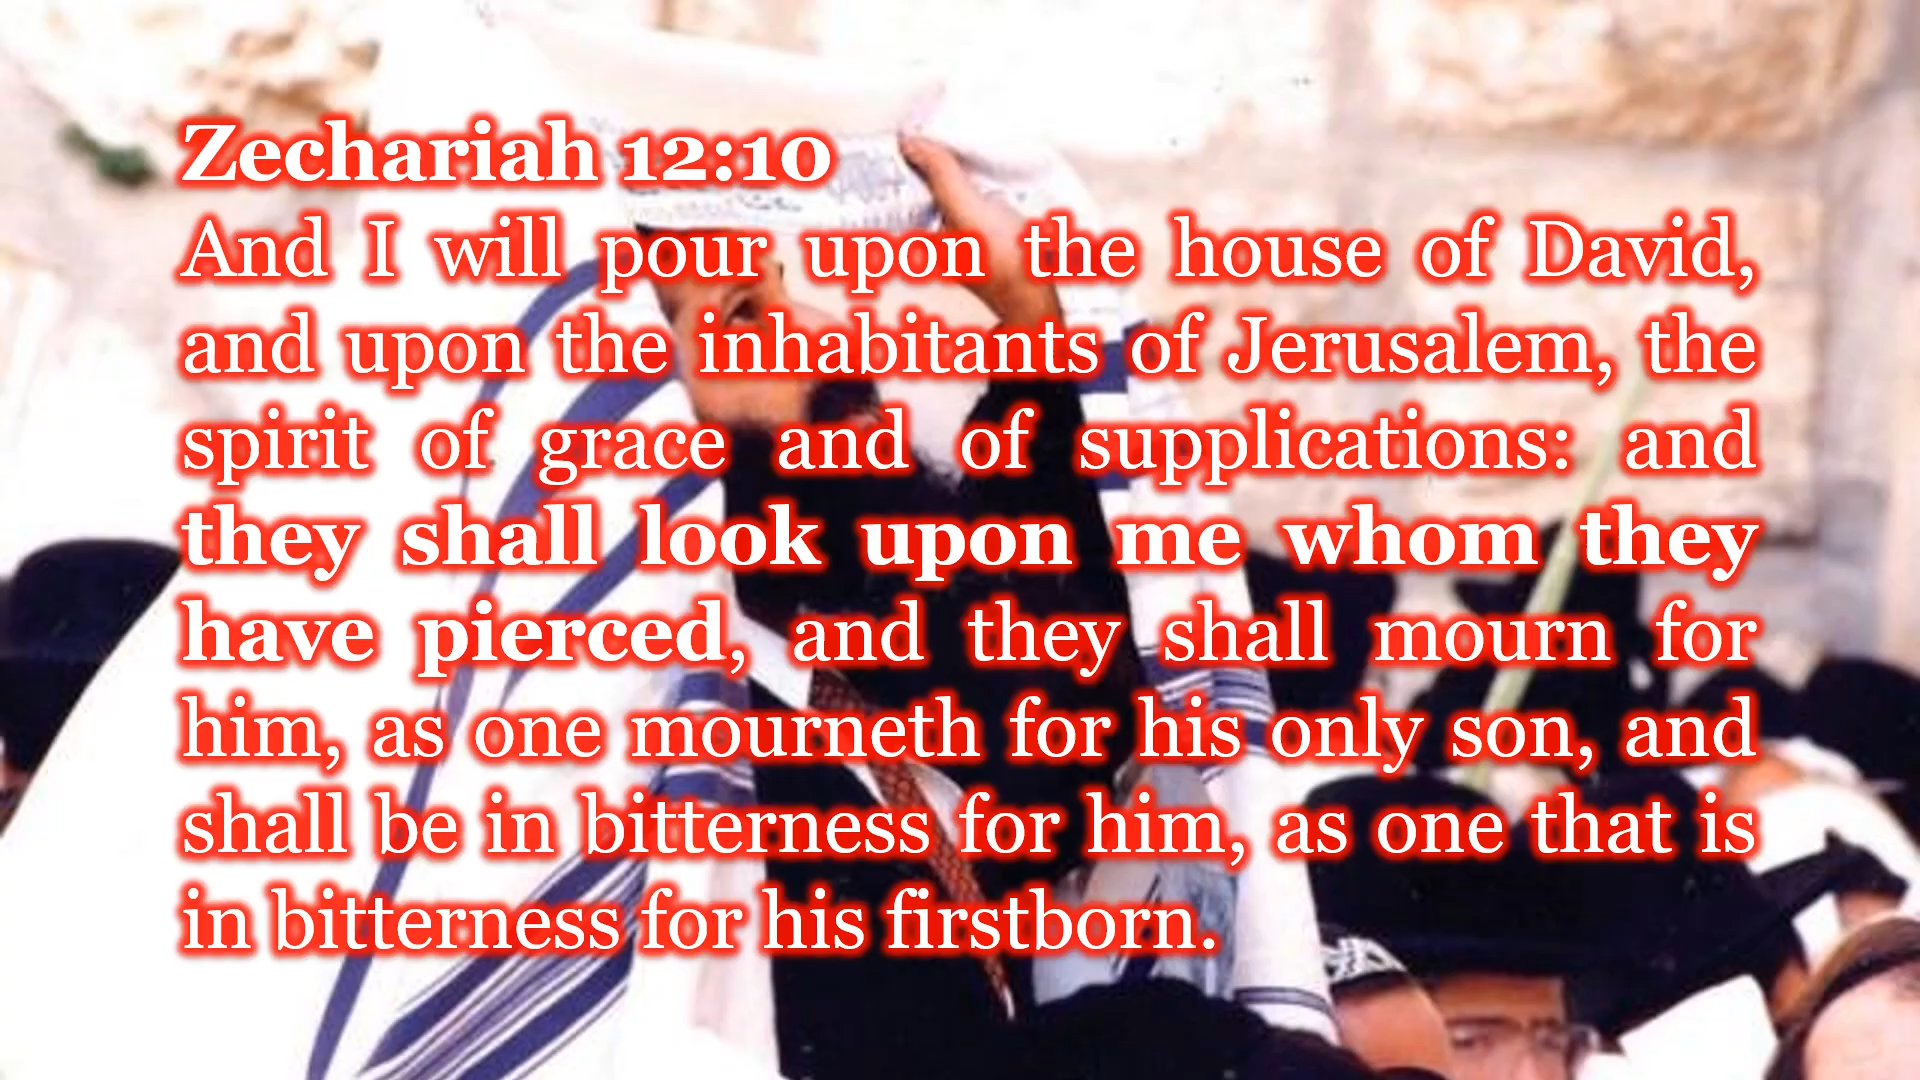 Zechariah 12:10
And I will pour upon the house of David,
and upon the inhabitants of Jerusalem, the
spirit of grace and of supplications: and
they shall look upon me whom they
have pierced, and they shall mourn for
him, as one mourneth for his only son, and
shall be in bitterness for him, as one that is
in bitterness for his firstborn.